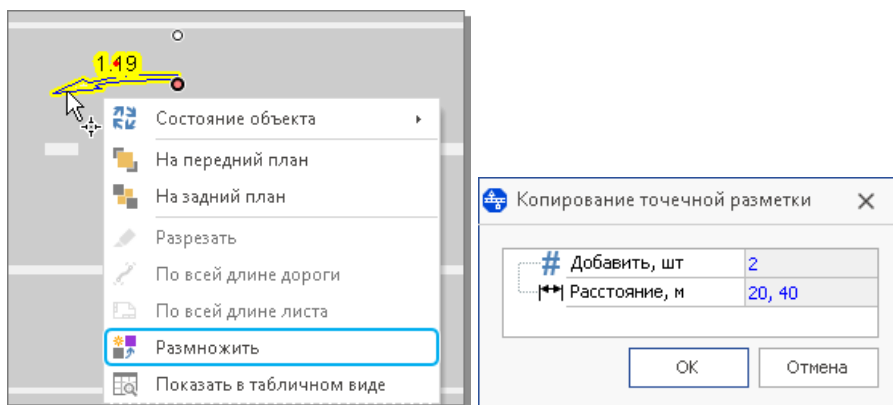 1.19
Состояние объекта
На передний план
На задний план
Разрезать
По всей длине дороги
По всей длине листа
Размножить
Показать в табличном виде
Копирование точечной разметки
Добавить, шт 2
Расстояние, м 20, 40
ОК Отмена